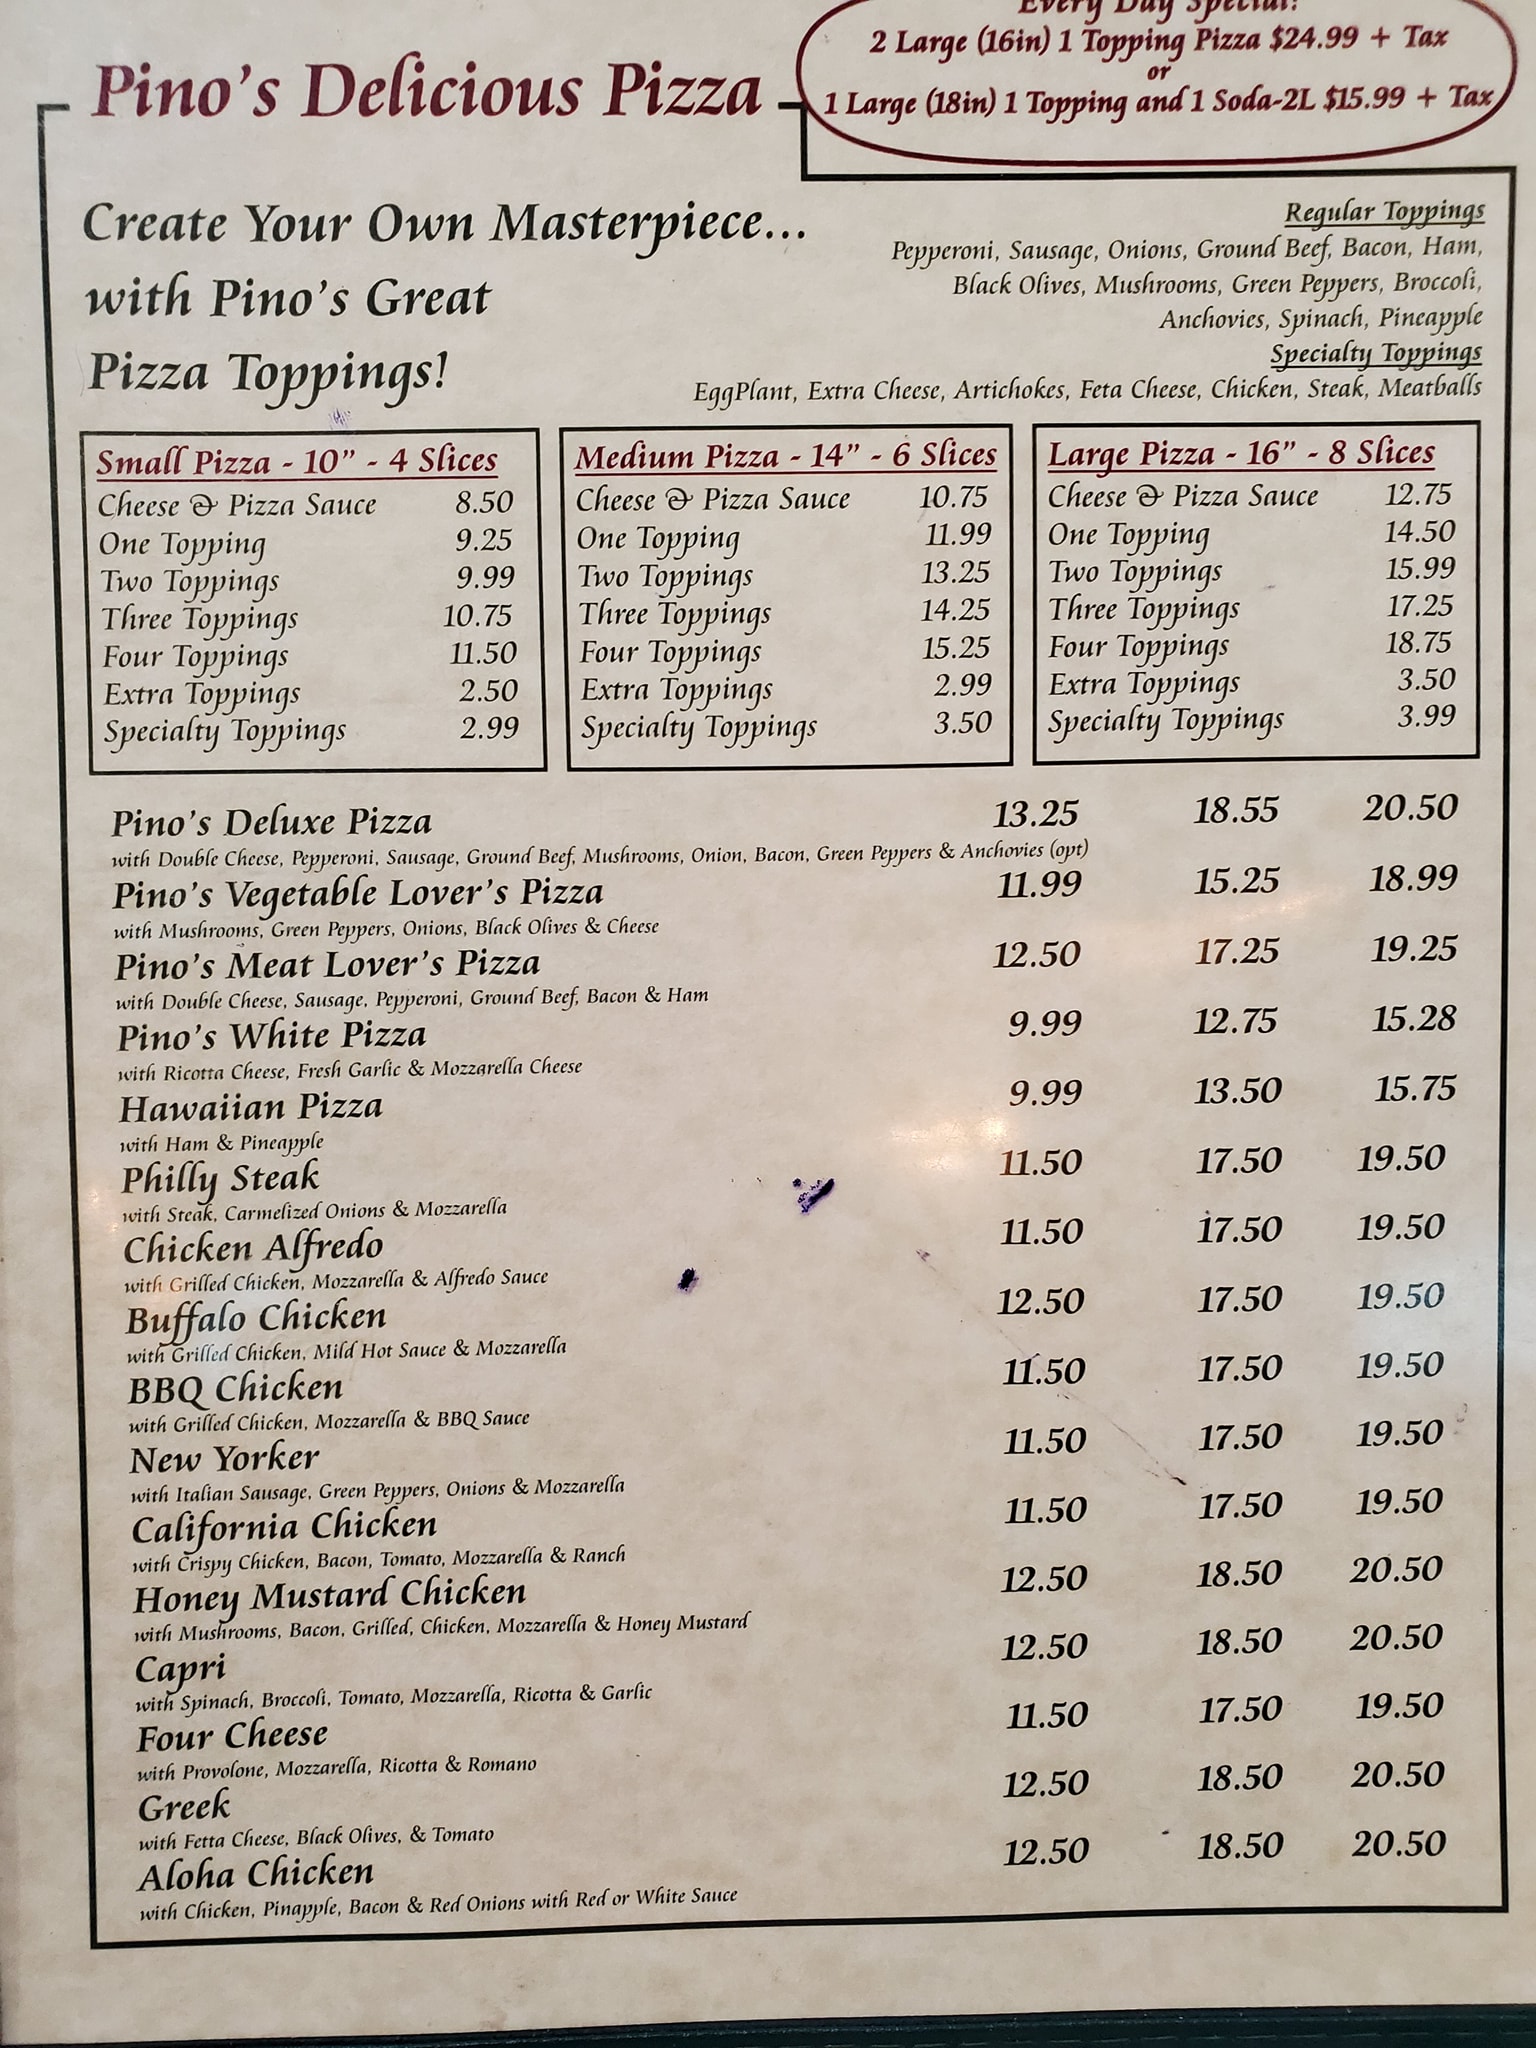 Every Day Special!
2 Large (16in) 1 Topping Pizza $24.99 + Tax
or
1 Large (18in) 1 Topping and 1 Soda-2L $15.99 + Tax
Pino's Delicious Pizza
Create Your Own Masterpiece...
with Pino's Great
Pizza Toppings!
Regular Toppings
Pepperoni, Sausage, Onions, Ground Beef, Bacon, Ham,
Black Olives, Mushrooms, Green Peppers, Broccoli,
Anchovies, Spinach, Pineapple
Specialty Toppings
EggPlant, Extra Cheese, Artichokes, Feta Cheese, Chicken, Steak, Meatballs
Small Pizza - 10" - 4 Slices
Cheese & Pizza Sauce 8.50
One Topping 9.25
Two Toppings 9.99
Three Toppings 10.75
Four Toppings 11.50
Extra Toppings 2.50
Specialty Toppings 2.99
Medium Pizza - 14" - 6 Slices
Cheese & Pizza Sauce 10.75
One Topping 11.99
Two Toppings 13.25
Three Toppings 14.25
Four Toppings 15.25
Extra Toppings 2.99
Specialty Toppings 3.50
Large Pizza - 16" - 8 Slices
Cheese & Pizza Sauce 12.75
One Topping 14.50
Two Toppings 15.99
Three Toppings 17.25
Four Toppings 18.75
Extra Toppings 3.50
Specialty Toppings 3.99
Pino's Deluxe Pizza 13.25 18.55 20.50
with Double Cheese, Pepperoni, Sausage, Ground Beef, Mushrooms, Onion, Bacon, Green Peppers & Anchovies (opt)
Pino's Vegetable Lover's Pizza 11.99 15.25 18.99
with Mushrooms, Green Peppers, Onions, Black Olives & Cheese
Pino's Meat Lover's Pizza 12.50 17.25 19.25
with Double Cheese, Sausage, Pepperoni, Ground Beef, Bacon & Ham
Pino's White Pizza 9.99 12.75 15.28
with Ricotta Cheese, Fresh Garlic & Mozzarella Cheese
Hawaiian Pizza 9.99 13.50 15.75
with Ham & Pineapple
Philly Steak 11.50 17.50 19.50
with Steak, Carmelized Onions & Mozzarella
Chicken Alfredo 11.50 17.50 19.50
with Grilled Chicken, Mozzarella & Alfredo Sauce
Buffalo Chicken 12.50 17.50 19.50
with Grilled Chicken, Mild Hot Sauce & Mozzarella
BBQ Chicken 11.50 17.50 19.50
with Grilled Chicken, Mozzarella & BBQ Sauce
New Yorker 11.50 17.50 19.50
with Italian Sausage, Green Peppers, Onions & Mozzarella
California Chicken 11.50 17.50 19.50
with Crispy Chicken, Bacon, Tomato, Mozzarella & Ranch
Honey Mustard Chicken 12.50 18.50 20.50
with Mushrooms, Bacon, Grilled, Chicken, Mozzarella & Honey Mustard
Capri 12.50 18.50 20.50
with Spinach, Broccoli, Tomato, Mozzarella, Ricotta & Garlic
Four Cheese 11.50 17.50 19.50
with Provolone, Mozzarella, Ricotta & Romano
Greek 12.50 18.50 20.50
with Fetta Cheese, Black Olives, & Tomato
Aloha Chicken 12.50 18.50 20.50
with Chicken, Pinapple, Bacon & Red Onions with Red or White Sauce